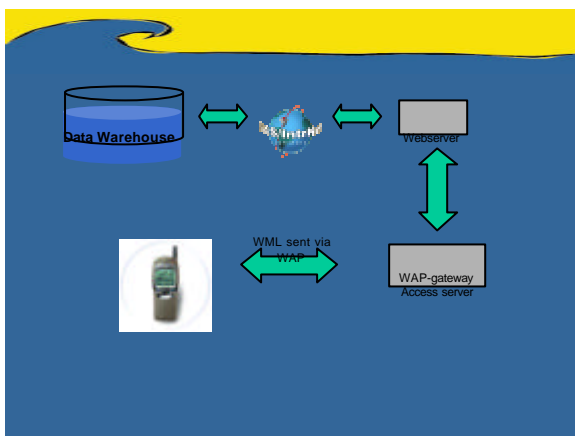 Data Warehouse
Webserver
WML sent via
WAP
WAP-gateway
Access server